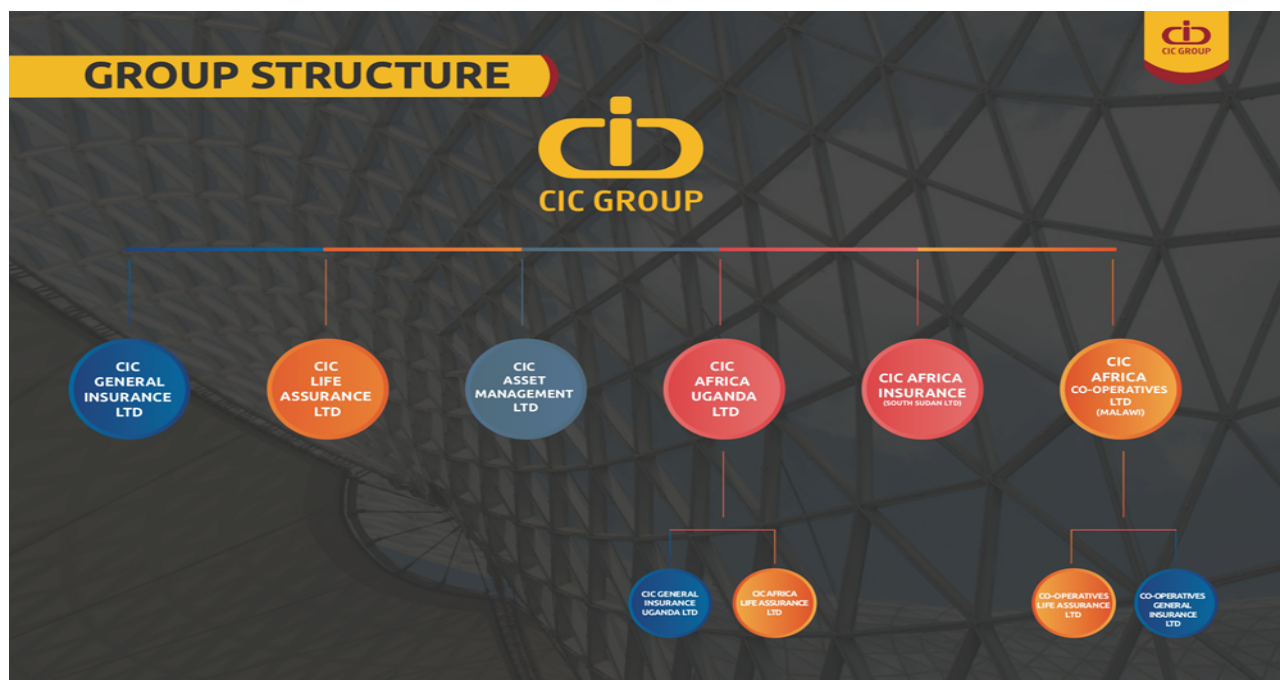 CIC GROUP
GROUP STRUCTURE
CIC GROUP
CIC
GENERAL
INSURANCE
LTD
CIC
LIFE
ASSURANCE
LTD
CIC
ASSET
MANAGEMENT
LTD
CIC
AFRICA
UGANDA
LTD
CIC AFRICA
INSURANCE
(SOUTH SUDAN LTD)
CIC
AFRICA
CO-OPERATIVES
LTD
(MALAWI)
CIC GENERAL
INSURANCE
UGANDA LTD
CIC AFRICA
LIFE ASSURANCE
LTD
CO-OPERATIVES
LIFE ASSURANCE
LTD
CO-OPERATIVES
GENERAL
INSURANCE
LTD